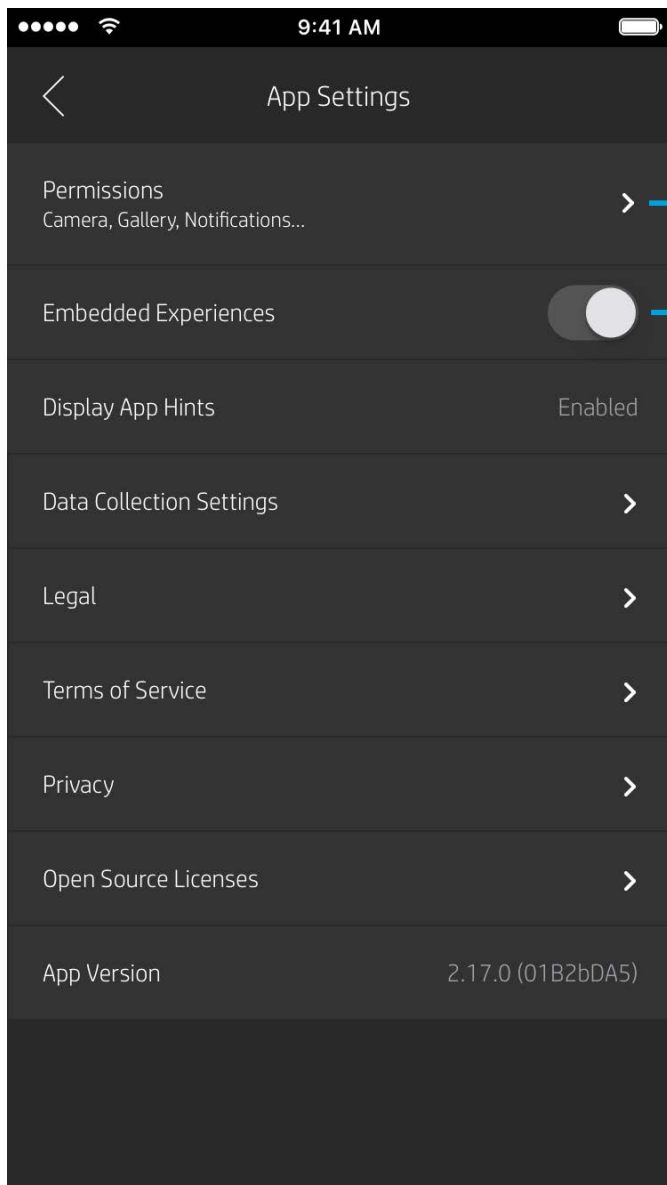 9:41 AM
App Settings
Permissions
Camera, Gallery, Notifications...
Embedded Experiences
Display App Hints
Enabled
Data Collection Settings
Legal
Terms of Service
Privacy
Open Source Licenses
App Version
2.17.0 (01B2bDA5)